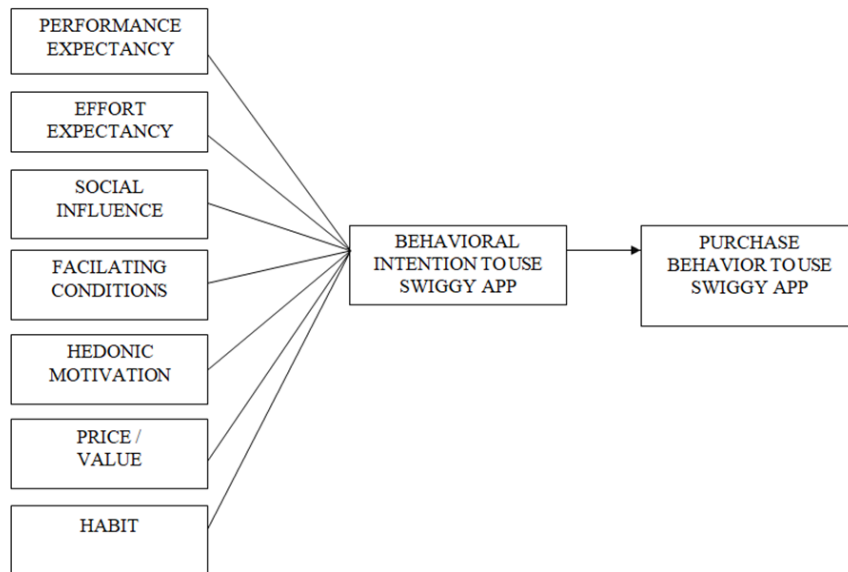 PERFORMANCE
EXPECTANCY
EFFORT
EXPECTANCY
SOCIAL
INFLUENCE
FACILATING
CONDITIONS
HEDONIC
MOTIVATION
PRICE /
VALUE
HABIT
BEHAVIORAL
INTENTION TO USE
SWIGGY APP
PURCHASE
BEHAVIOR TO USE
SWIGGY APP